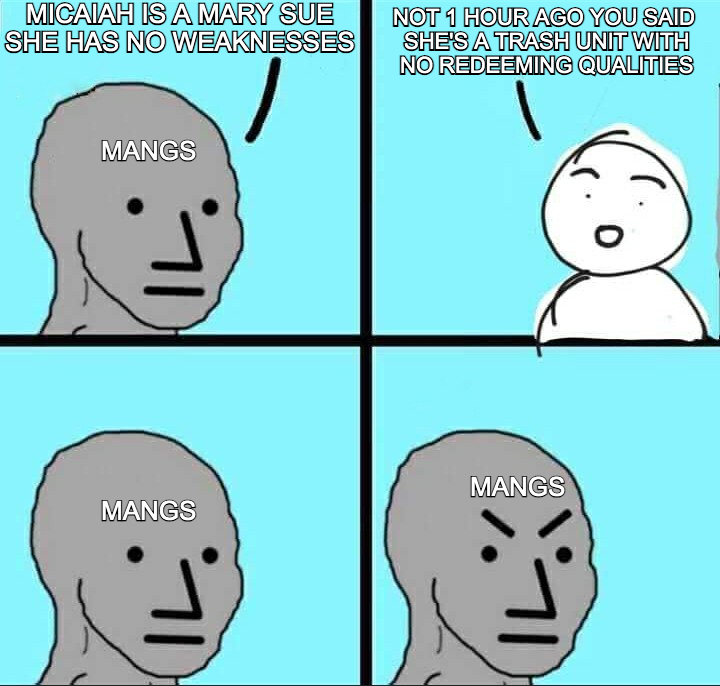 MICAIAH IS A MARY SUE
SHE HAS NO WEAKNESSES
MANGS
NOT 1 HOUR AGO YOU SAID
SHE'S A TRASH UNIT WITH
NO REDEEMING QUALITIES
MANGS
MANGS